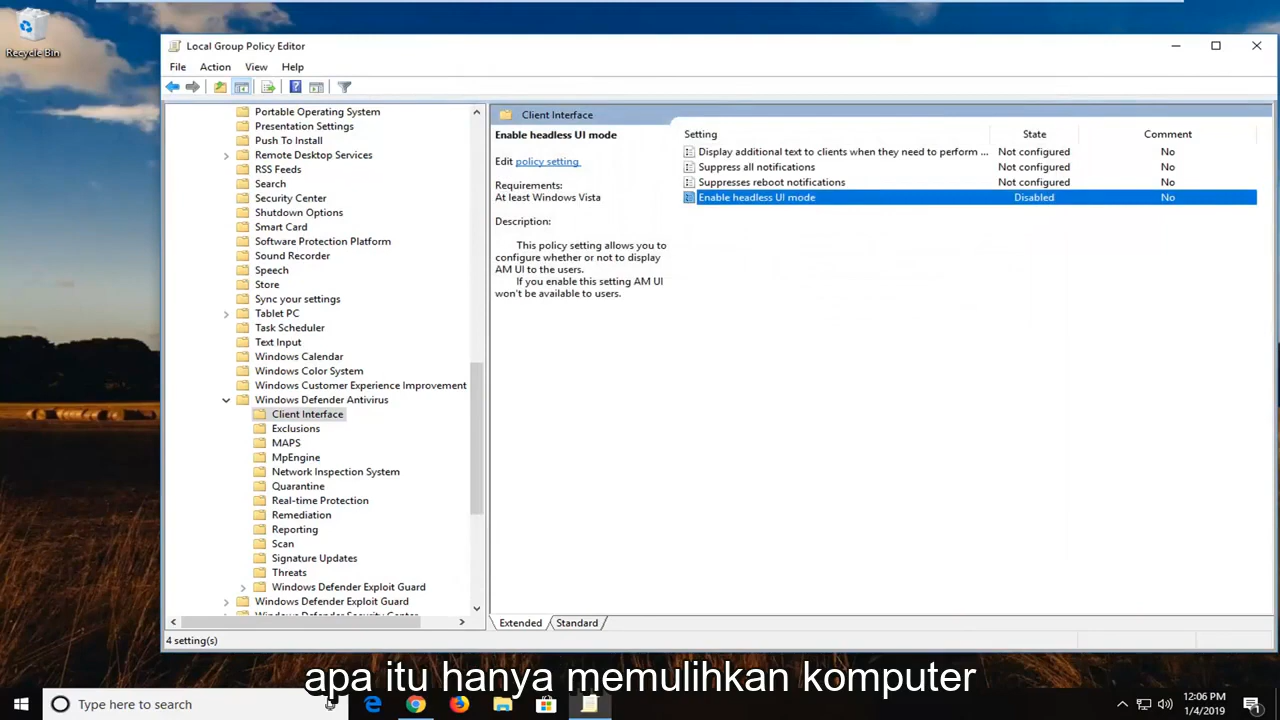 Recycle Bin
Local Group Policy Editor
File Action View Help
Portable Operating System
Presentation Settings
Push To Install
Remote Desktop Services
RSS Feeds
Search
Security Center
Shutdown Options
Smart Card
Software Protection Platform
Sound Recorder
Speech
Store
Sync your settings
Tablet PC
Task Scheduler
Text Input
Windows Calendar
Windows Color System
Windows Customer Experience Improvement
Windows Defender Antivirus
Client Interface
Exclusions
MAPS
MpEngine
Network Inspection System
Quarantine
Real-time Protection
Remediation
Reporting
Scan
Signature Updates
Threats
Windows Defender Exploit Guard
Windows Defender Exploit Guard
Windows Defender Security Center
Client Interface
Enable headless UI mode
Edit policy setting
Requirements:
At least Windows Vista
Description:
This policy setting allows you to
configure whether or not to display
AM UI to the users.
If you enable this setting AM UI
won't be available to users.
Setting State Comment
Display additional text to clients when they need to perform ... Not configured No
Suppress all notifications Not configured No
Suppresses reboot notifications Not configured No
Enable headless UI mode Disabled No
Extended Standard
4 setting(s)
apa itu hanya memulihkan komputer
Type here to search
12:06 PM
1/4/2019
1